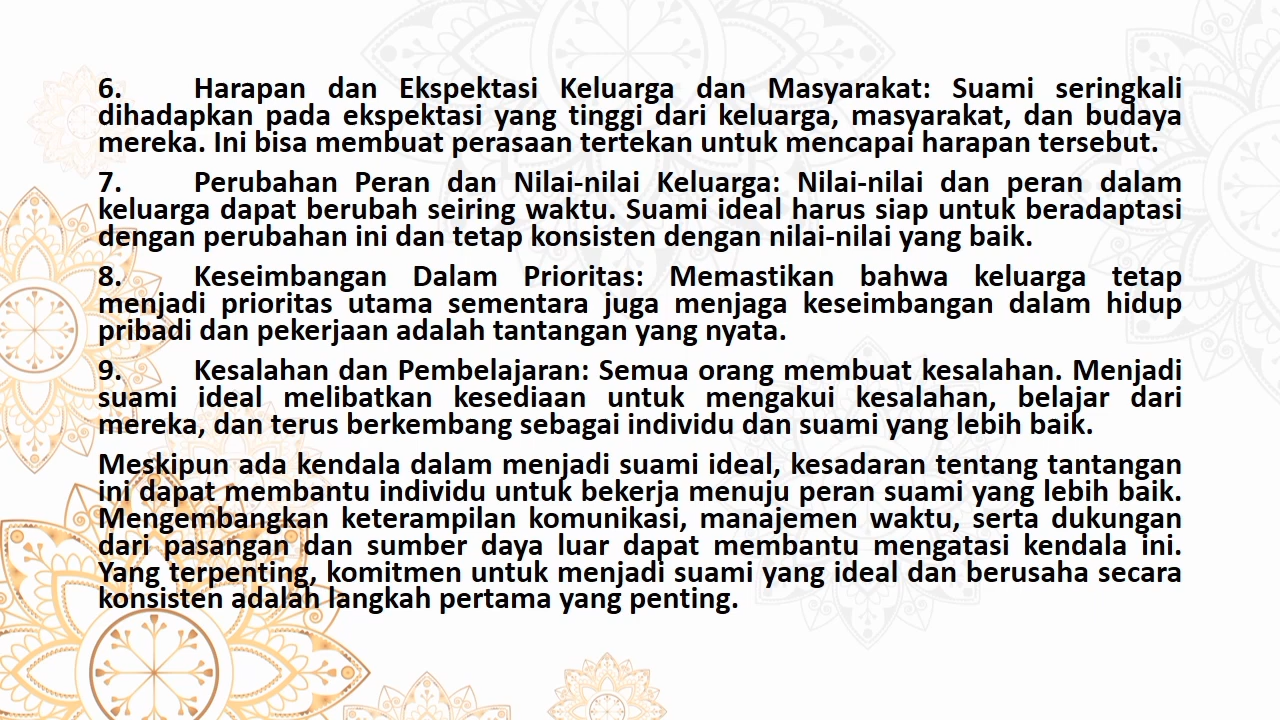 6. Harapan dan Ekspektasi Keluarga dan Masyarakat: Suami seringkali
dihadapkan pada ekspektasi yang tinggi dari keluarga, masyarakat, dan budaya
mereka. Ini bisa membuat perasaan tertekan untuk mencapai harapan tersebut.
7. Perubahan Peran dan Nilai-nilai Keluarga: Nilai-nilai dan peran dalam
keluarga dapat berubah seiring waktu. Suami ideal harus siap untuk beradaptasi
dengan perubahan ini dan tetap konsisten dengan nilai-nilai yang baik.
8. Keseimbangan Dalam Prioritas: Memastikan bahwa keluarga tetap
menjadi prioritas utama sementara juga menjaga keseimbangan dalam hidup
pribadi dan pekerjaan adalah tantangan yang nyata.
9. Kesalahan dan Pembelajaran: Semua orang membuat kesalahan. Menjadi
suami ideal melibatkan kesediaan untuk mengakui kesalahan, belajar dari
mereka, dan terus berkembang sebagai individu dan suami yang lebih baik.
Meskipun ada kendala dalam menjadi suami ideal, kesadaran tentang tantangan
ini dapat membantu individu untuk bekerja menuju peran suami yang lebih baik.
Mengembangkan keterampilan komunikasi, manajemen waktu, serta dukungan
dari pasangan dan sumber daya luar dapat membantu mengatasi kendala ini.
Yang terpenting, komitmen untuk menjadi suami yang ideal dan berusaha secara
konsisten adalah langkah pertama yang penting.